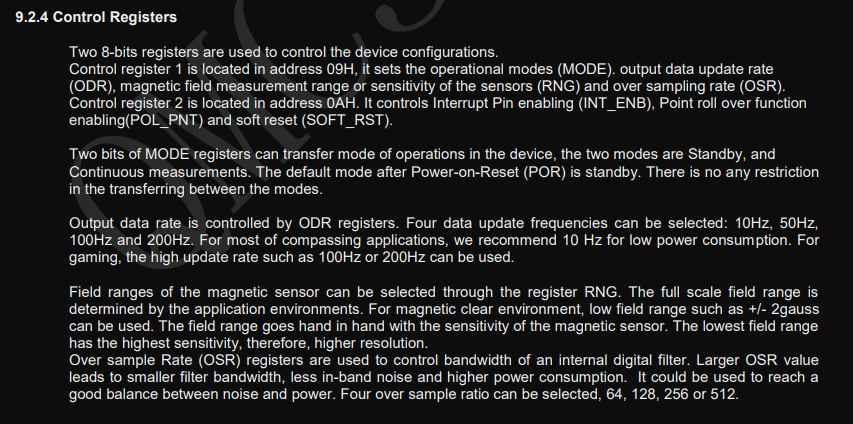 9.2.4 Control Registers
Two 8-bits registers are used to control the device configurations.
Control register 1 is located in address 09H, it sets the operational modes (MODE). output data update rate
(ODR), magnetic field measurement range or sensitivity of the sensors (RNG) and over sampling rate (OSR).
Control register 2 is located in address 0AH. It controls Interrupt Pin enabling (INT_ENB), Point roll over function
enabling(POL_PNT) and soft reset (SOFT_RST).
Two bits of MODE registers can transfer mode of operations in the device, the two modes are Standby, and
Continuous measurements. The default mode after Power-on-Reset (POR) is standby. There is no any restriction
in the transferring between the modes.
Output data rate is controlled by ODR registers. Four data update frequencies can be selected: 10Hz, 50Hz,
100Hz and 200Hz. For most of compassing applications, we recommend 10 Hz for low power consumption. For
gaming, the high update rate such as 100Hz or 200Hz can be used.
Field ranges of the magnetic sensor can be selected through the register RNG. The full scale field range is
determined by the application environments. For magnetic clear environment, low field range such as +/- 2gauss
can be used. The field range goes hand in hand with the sensitivity of the magnetic sensor. The lowest field range
has the highest sensitivity, therefore, higher resolution.
Over sample Rate (OSR) registers are used to control bandwidth of an internal digital filter. Larger OSR value
leads to smaller filter bandwidth, less in-band noise and higher power consumption. It could be used to reach a
good balance between noise and power. Four over sample ratio can be selected, 64, 128, 256 or 512.